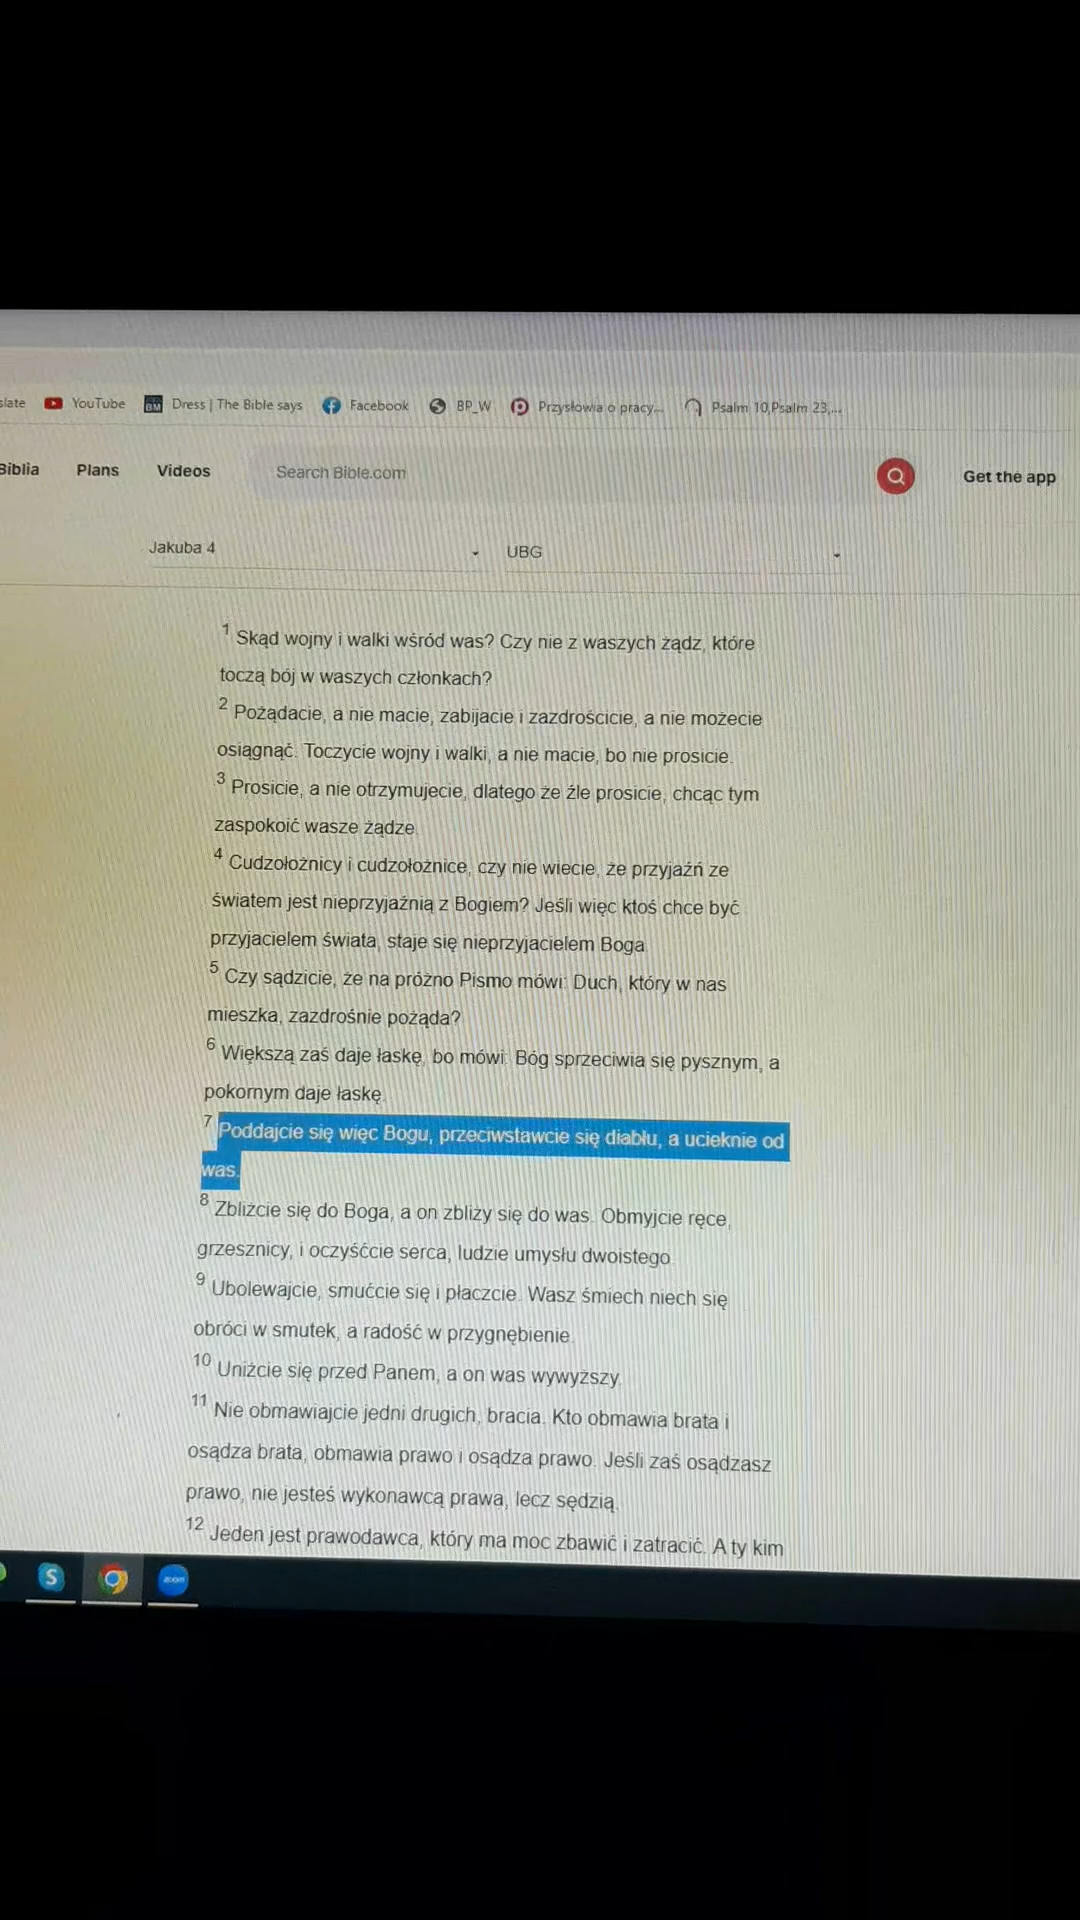 slate YouTube BM Dress | The Bible says Facebook BP_W Przysłowia o pracy... Psalm 10,Psalm 23,...
Biblia Plans Videos Search Bible.com Get the app
Jakuba 4 UBG
1 Skąd wojny i walki wśród was? Czy nie z waszych żądz, które
toczą bój w waszych członkach?
2 Pożądacie, a nie macie, zabijacie i zazdrościcie, a nie możecie
osiągnąć. Toczycie wojny i walki, a nie macie, bo nie prosicie.
3 Prosicie, a nie otrzymujecie, dlatego że źle prosicie, chcąc tym
zaspokoić wasze żądze.
4 Cudzołożnicy i cudzołożnice, czy nie wiecie, że przyjaźń ze
światem jest nieprzyjaźnią z Bogiem? Jeśli więc ktoś chce być
przyjacielem świata, staje się nieprzyjacielem Boga.
5 Czy sądzicie, że na próżno Pismo mówi: Duch, który w nas
mieszka, zazdrośnie pożąda?
6 Większą zaś daje łaskę, bo mówi: Bóg sprzeciwia się pysznym, a
pokornym daje łaskę.
7 Poddajcie się więc Bogu, przeciwstawcie się diabłu, a ucieknie od
was.
8 Zbliżcie się do Boga, a on zbliży się do was. Obmyjcie ręce,
grzesznicy, i oczyśćcie serca, ludzie umysłu dwoistego.
9 Ubolewajcie, smućcie się i płaczcie. Wasz śmiech niech się
obróci w smutek, a radość w przygnębienie.
10 Uniżcie się przed Panem, a on was wywyższy.
11 Nie obmawiajcie jedni drugich, bracia. Kto obmawia brata i
osądza brata, obmawia prawo i osądza prawo. Jeśli zaś osądzasz
prawo, nie jesteś wykonawcą prawa, lecz sędzią.
12 Jeden jest prawodawca, który ma moc zbawić i zatracić. A ty kim
S zoom